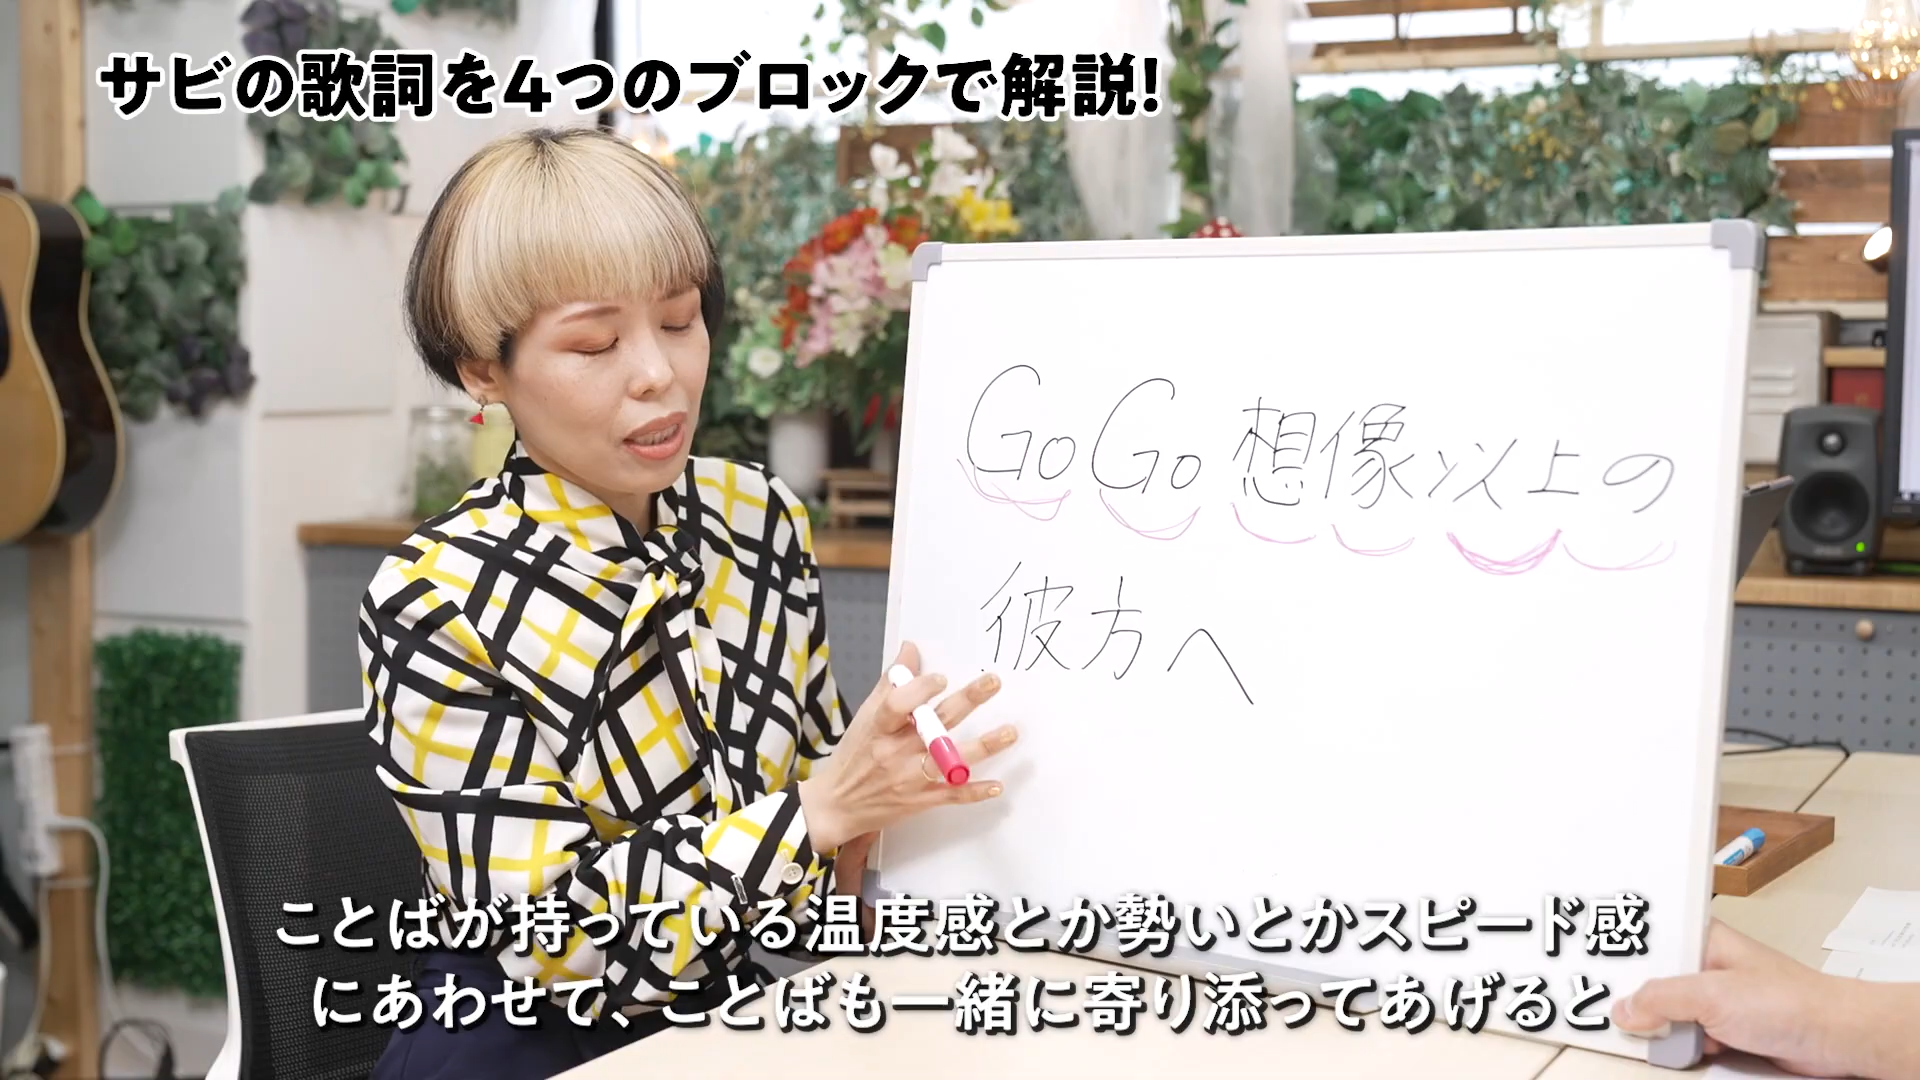 サビの歌詞を4つのブロックで解説!
GoGo想像以上の
彼方へ
ことばが持っている温度感とか勢いとかスピード感
にあわせて、ことばも一緒に寄り添ってあげると